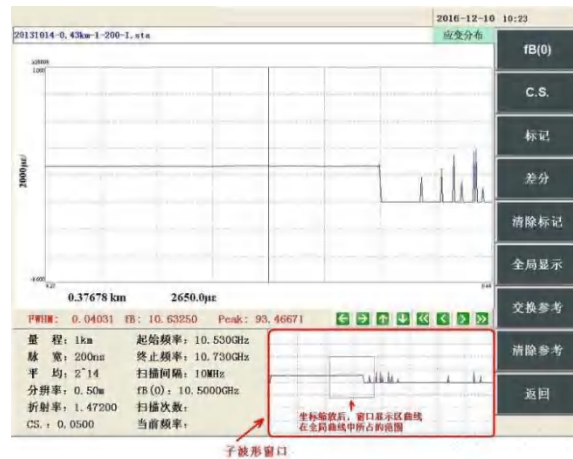 2016-12-10 10:23
20131014-0.43km-1-200-1.sta
应变分布
fB(0)
C.S.
标记
差分
清除标记
全局显示
交换参考
清除参考
返回
2000με/
0.37678 km 2650.0με
FWHM: 0.04031 fB: 10.63250 Peak: 93.46671
量 程: 1km 起始频率: 10.530GHz
脉 宽: 200ns 终止频率: 10.730GHz
平 均: 2^14 扫描间隔: 10MHz
分辨率: 0.50m fB(0): 10.5000GHz
折射率: 1.47200 扫描次数:
CS.: 0.0500 当前频率:
坐标缩放后,窗口显示区曲线
在全局曲线中所占的范围
子波形窗口